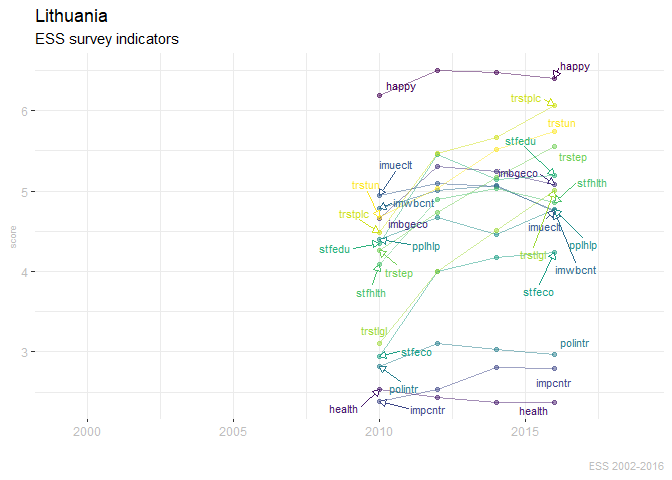 Lithuania
ESS survey indicators
happy
happy
trstplc
6
trstun
stfedu
trstep
imueclt
imbgeco
trstun
stfhlth
5
imwbcnt
trstplc
imbgeco
imueclt
score
stfedu
pplhlp
pplhlp
trstlgl
trstep
imwbcnt
4
stfhlth
stfeco
trstlgl
polintr
3
stfeco
impcntr
polintr
health
impcntr
health
2000
2005
2010
2015
ESS 2002-2016